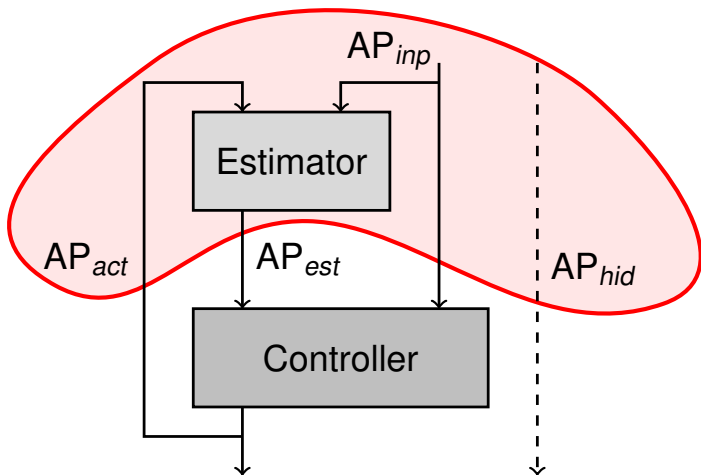 AP_inp
Estimator
AP_act
AP_est
AP_hid
Controller